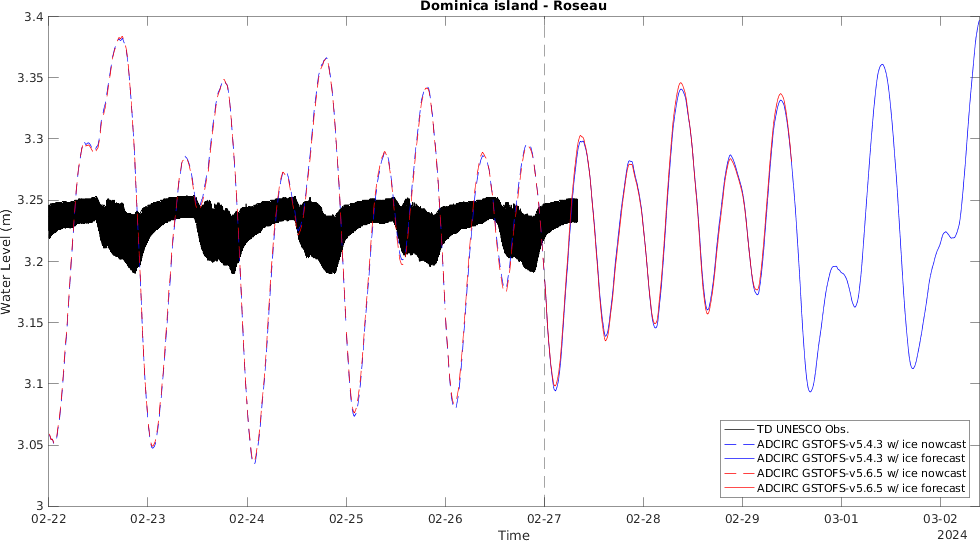 Dominica island - Roseau
3.4
3.35
3.3
3.25
3.2
3.15
3.1
3.05
3
Water Level (m)
02-22 02-23 02-24 02-25 02-26 02-27 02-28 02-29 03-01 03-02
Time
2024
TD UNESCO Obs.
ADCIRC GSTOFS-v5.4.3 w/ ice nowcast
ADCIRC GSTOFS-v5.4.3 w/ ice forecast
ADCIRC GSTOFS-v5.6.5 w/ ice nowcast
ADCIRC GSTOFS-v5.6.5 w/ ice forecast